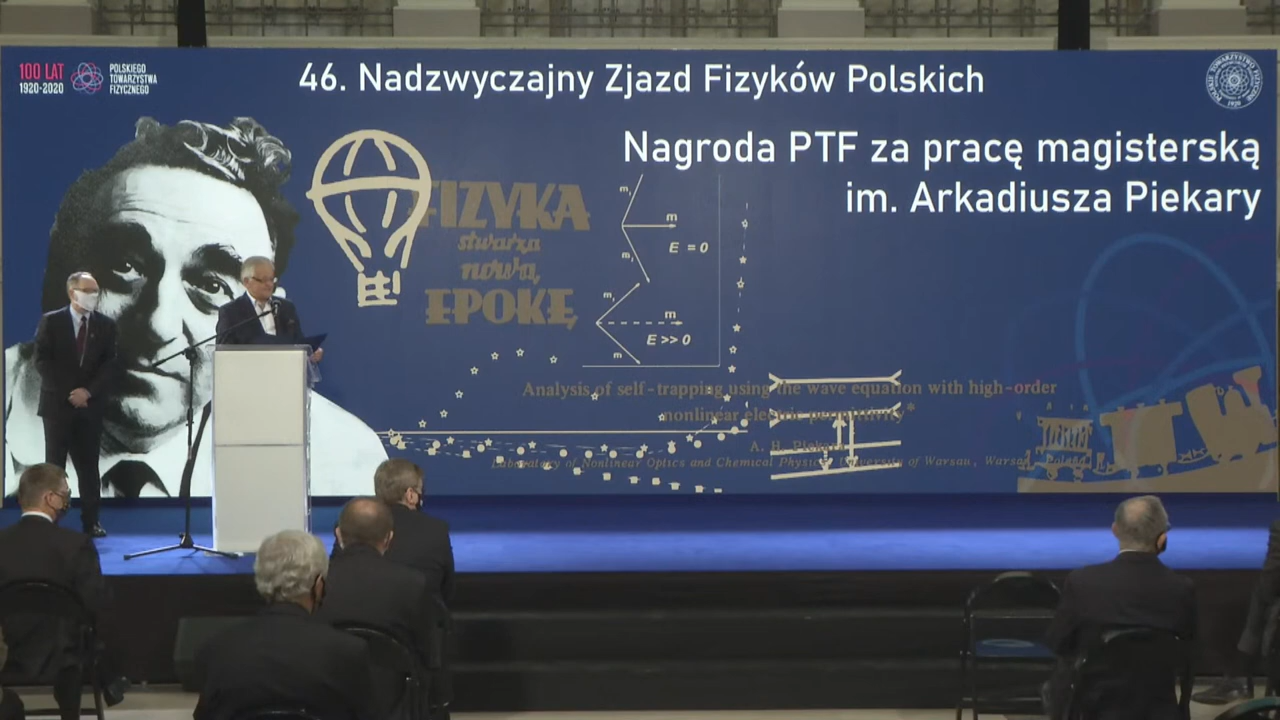 100 LAT
1920-2020
POLSKIEGO
TOWARZYSTWA
FIZYCZNEGO
46. Nadzwyczajny Zjazd Fizyków Polskich
Nagroda PTF za pracę magisterską
im. Arkadiusza Piekary
FIZYKA
stwarza
nową
EPOKĘ
m
E = 0
m
E >> 0
m
Analysis of self-trapping using the wave equation with high-order
nonlinear electric permittivity*
A. H. Piekara
Laboratory of Nonlinear Optics and Chemical Physics, University of Warsaw, Warsaw, Poland